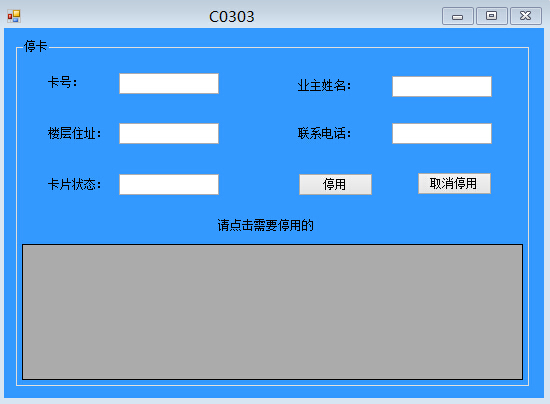 C0303
停卡
卡号：
业主姓名：
楼层住址：
联系电话：
卡片状态：
停用
取消停用
请点击需要停用的